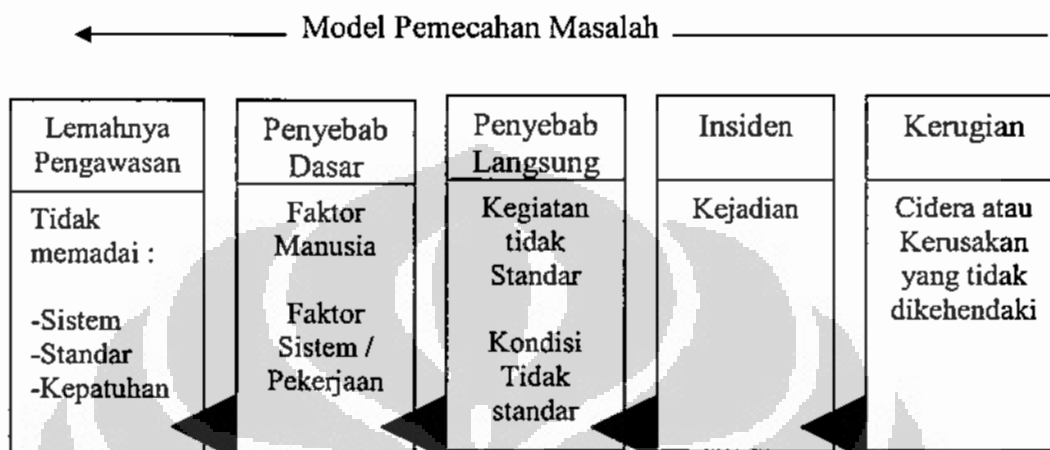 Model Pemecahan Masalah
Lemahnya
Pengawasan
Tidak
memadai :
-Sistem
-Standar
-Kepatuhan
Penyebab
Dasar
Faktor
Manusia
Faktor
Sistem /
Pekerjaan
Penyebab
Langsung
Kegiatan
tidak
Standar
Kondisi
Tidak
standar
Insiden
Kejadian
Kerugian
Cidera atau
Kerusakan
yang tidak
dikehendaki